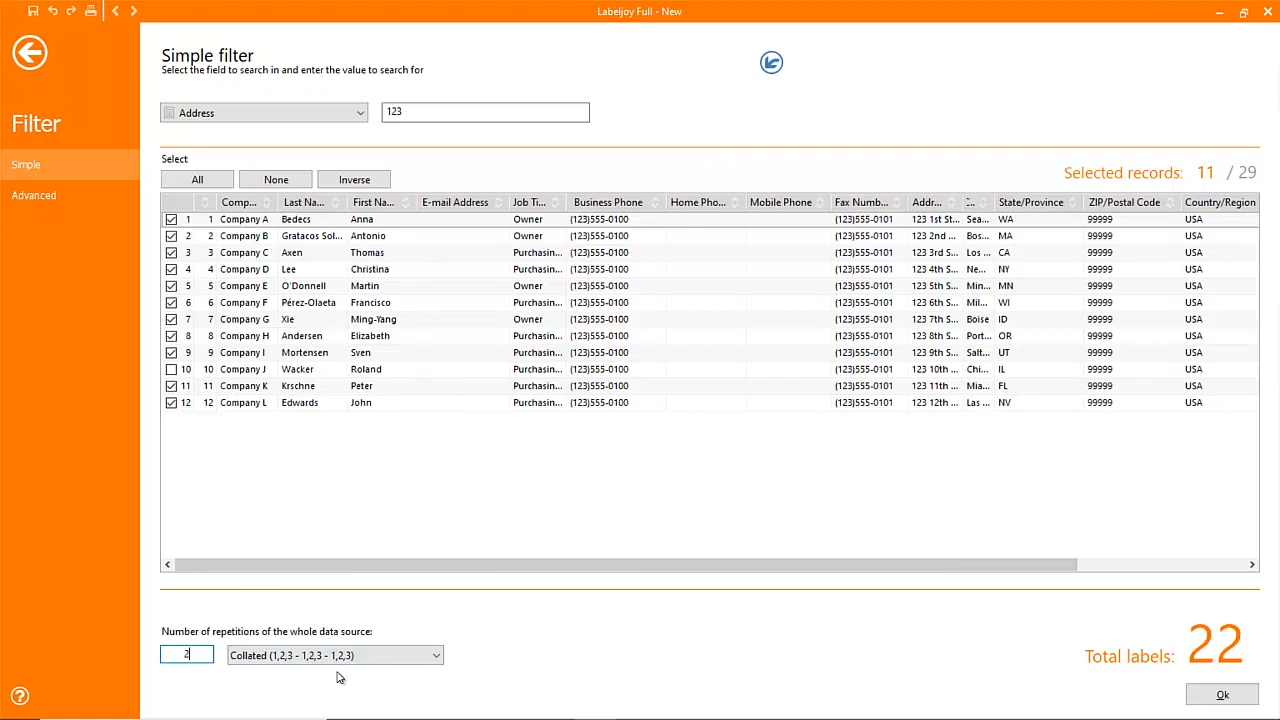 Labeljoy Full - New
Simple filter
Select the field to search in and enter the value to search for
Address 123
Filter
Simple
Advanced
Select
All None Inverse
Selected records: 11 / 29
Comp... Last Na... First Na... E-mail Address Job Ti... Business Phone Home Pho... Mobile Phone Fax Numb... Addr... :.. State/Province ZIP/Postal Code Country/Region
1 1 Company A Bedecs Anna Owner (123)555-0100 (123)555-0101 123 1st St... Sea... WA 99999 USA
2 2 Company B Gratacos Sol... Antonio Owner (123)555-0100 (123)555-0101 123 2nd ... Bos... MA 99999 USA
3 3 Company C Axen Thomas Purchasin... (123)555-0100 (123)555-0101 123 3rd S... Los ... CA 99999 USA
4 4 Company D Lee Christina Purchasin... (123)555-0100 (123)555-0101 123 4th S... Ne... NY 99999 USA
5 5 Company E O'Donnell Martin Owner (123)555-0100 (123)555-0101 123 5th S... Min... MN 99999 USA
6 6 Company F Pérez-Olaeta Francisco Purchasin... (123)555-0100 (123)555-0101 123 6th S... Mil... WI 99999 USA
7 7 Company G Xie Ming-Yang Owner (123)555-0100 (123)555-0101 123 7th S... Boise ID 99999 USA
8 8 Company H Andersen Elizabeth Purchasin... (123)555-0100 (123)555-0101 123 8th S... Port... OR 99999 USA
9 9 Company I Mortensen Sven Purchasin... (123)555-0100 (123)555-0101 123 9th S... Salt... UT 99999 USA
10 10 Company J Wacker Roland Purchasin... (123)555-0100 (123)555-0101 123 10th ... Chi... IL 99999 USA
11 11 Company K Krschne Peter Purchasin... (123)555-0100 (123)555-0101 123 11th ... Mia... FL 99999 USA
12 12 Company L Edwards John Purchasin... (123)555-0100 (123)555-0101 123 12th ... Las ... NV 99999 USA
Number of repetitions of the whole data source:
2 Collated (1,2,3 - 1,2,3 - 1,2,3)
Total labels: 22
Ok